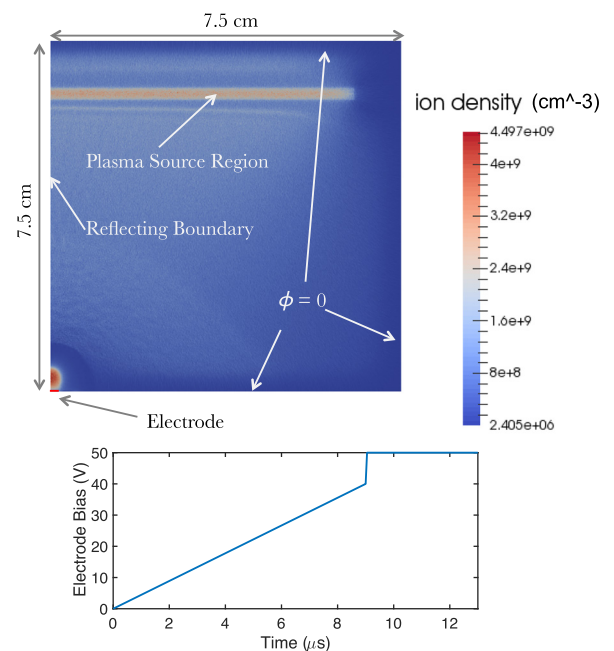 7.5 cm
ion density (cm^-3)
4.497e+09
4e+9
3.2e+9
2.4e+9
1.6e+9
8e+8
2.405e+06
Plasma Source Region
7.5 cm
Reflecting Boundary
ϕ = 0
Electrode
Electrode Bias (V)
50
40
30
20
10
0
0 2 4 6 8 10 12
Time (μs)